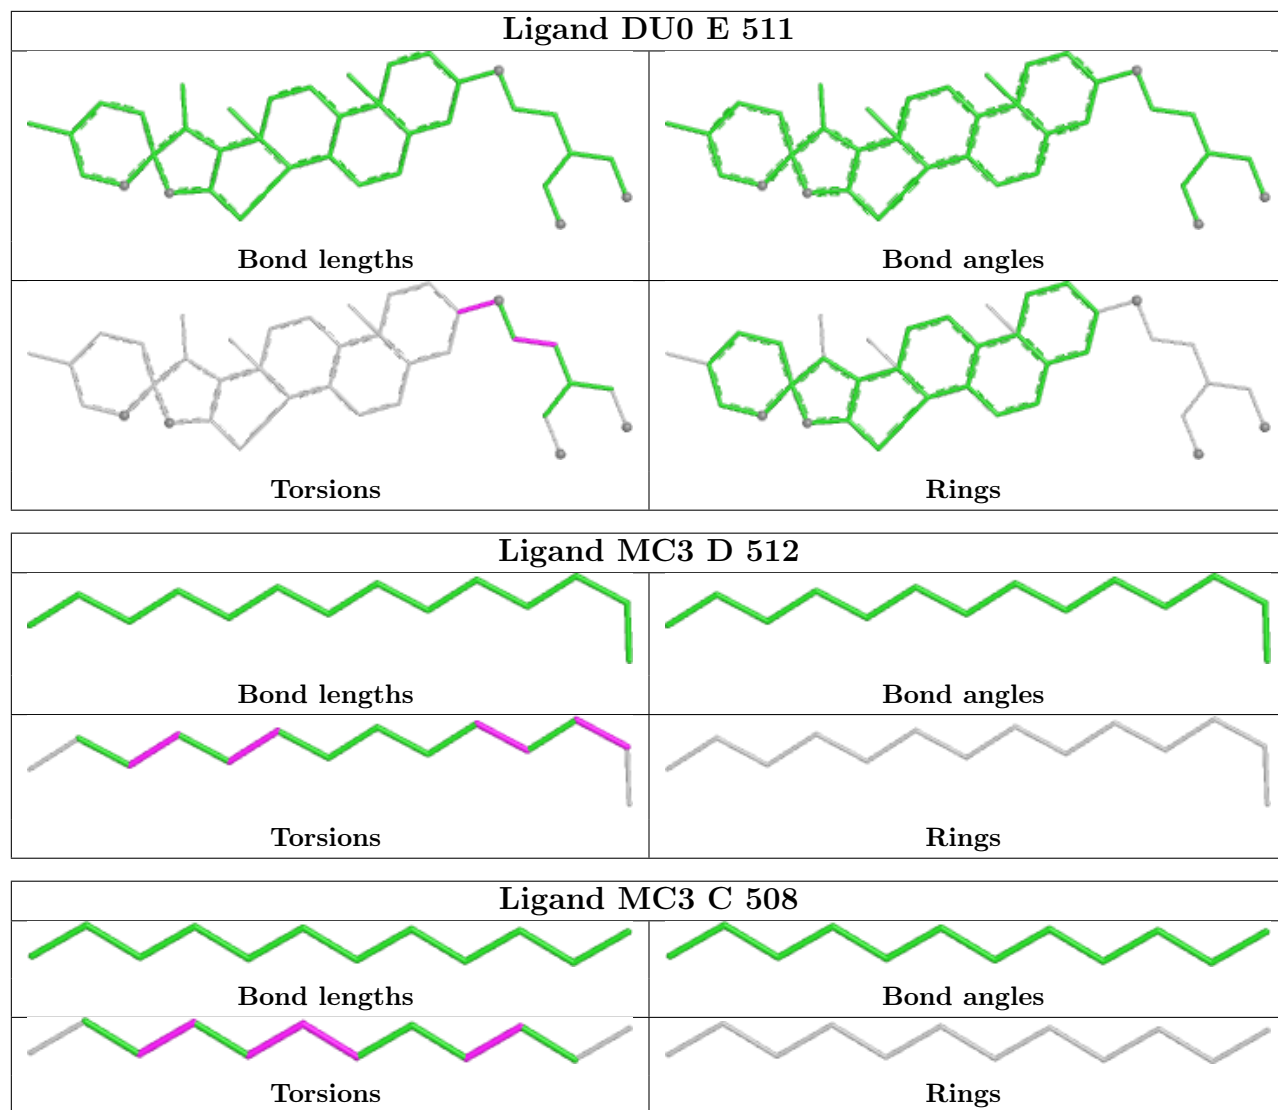 Ligand DU0 E 511
Bond lengths
Bond angles
Torsions
Rings
Ligand MC3 D 512
Bond lengths
Bond angles
Torsions
Rings
Ligand MC3 C 508
Bond lengths
Bond angles
Torsions
Rings